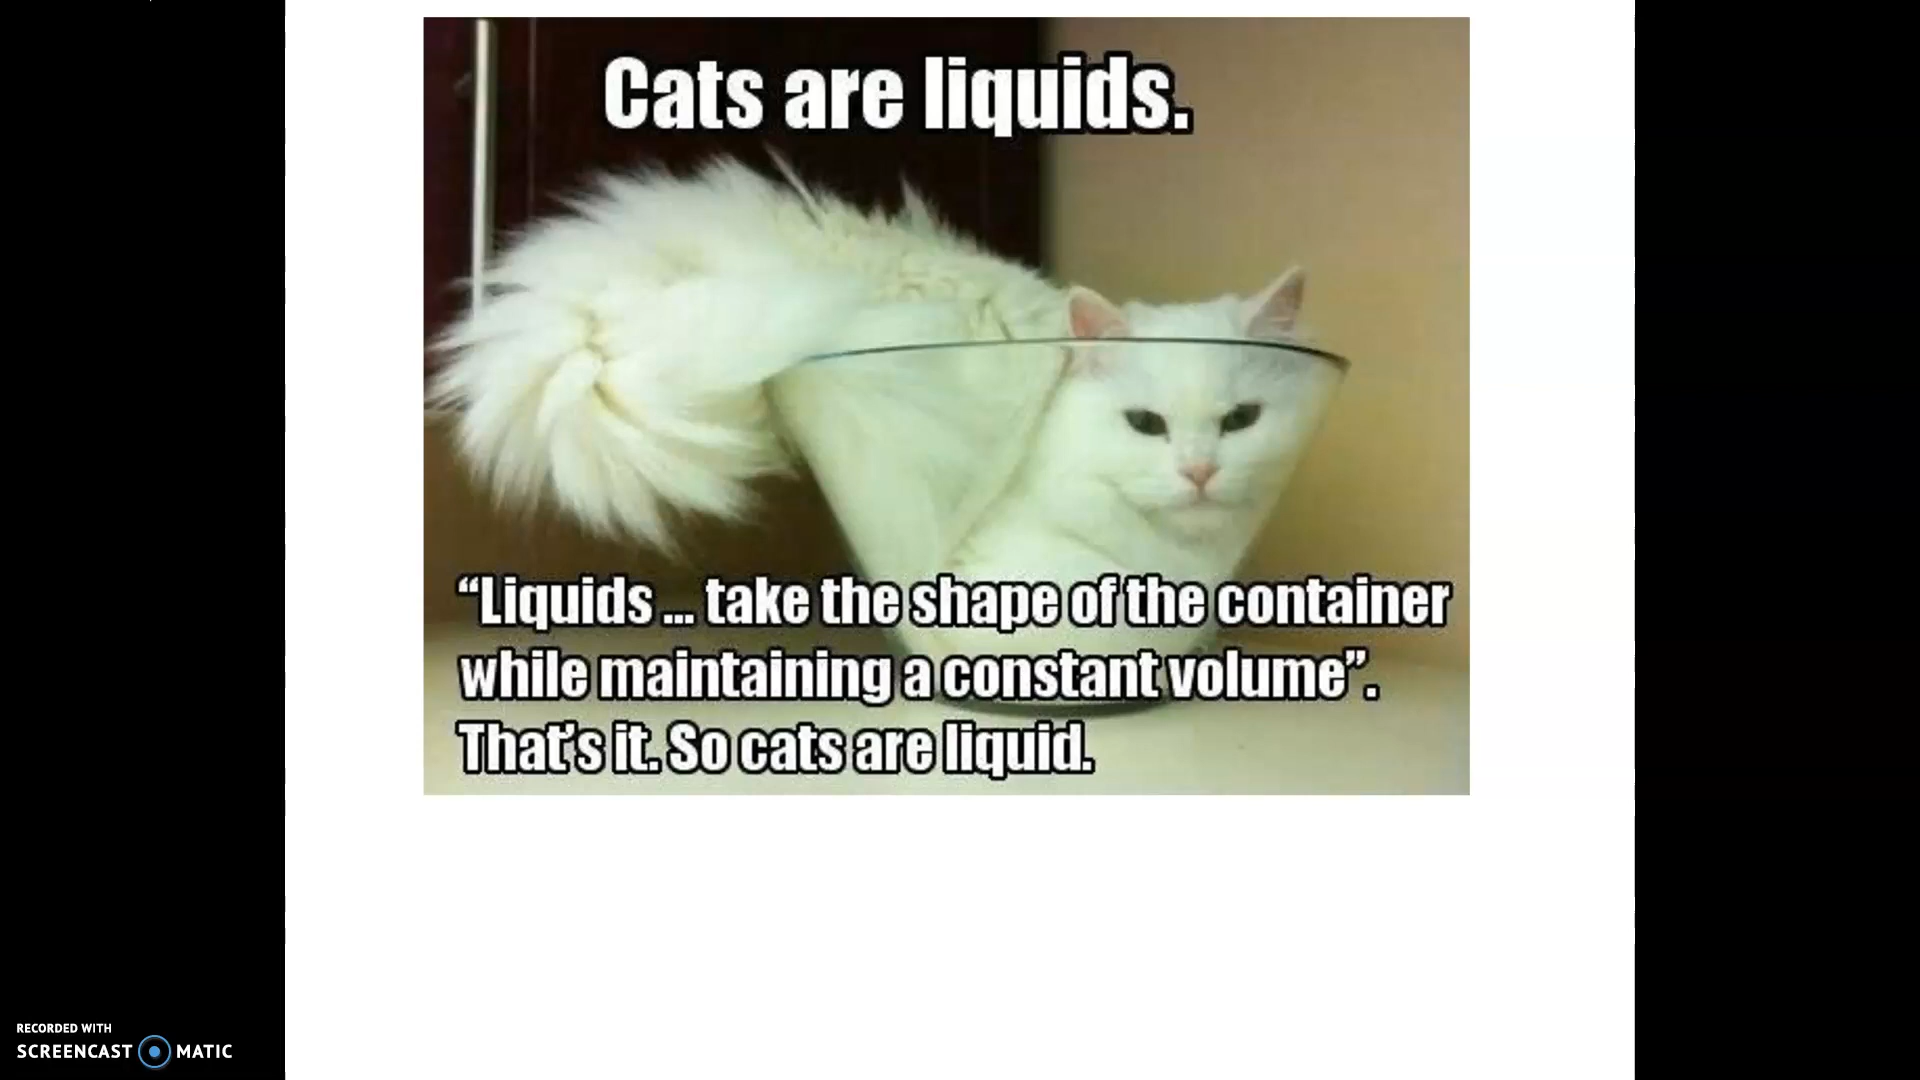 Cats are liquids.
“Liquids ... take the shape of the container
while maintaining a constant volume”.
That's it. So cats are liquid.
RECORDED WITH
SCREENCAST MATIC